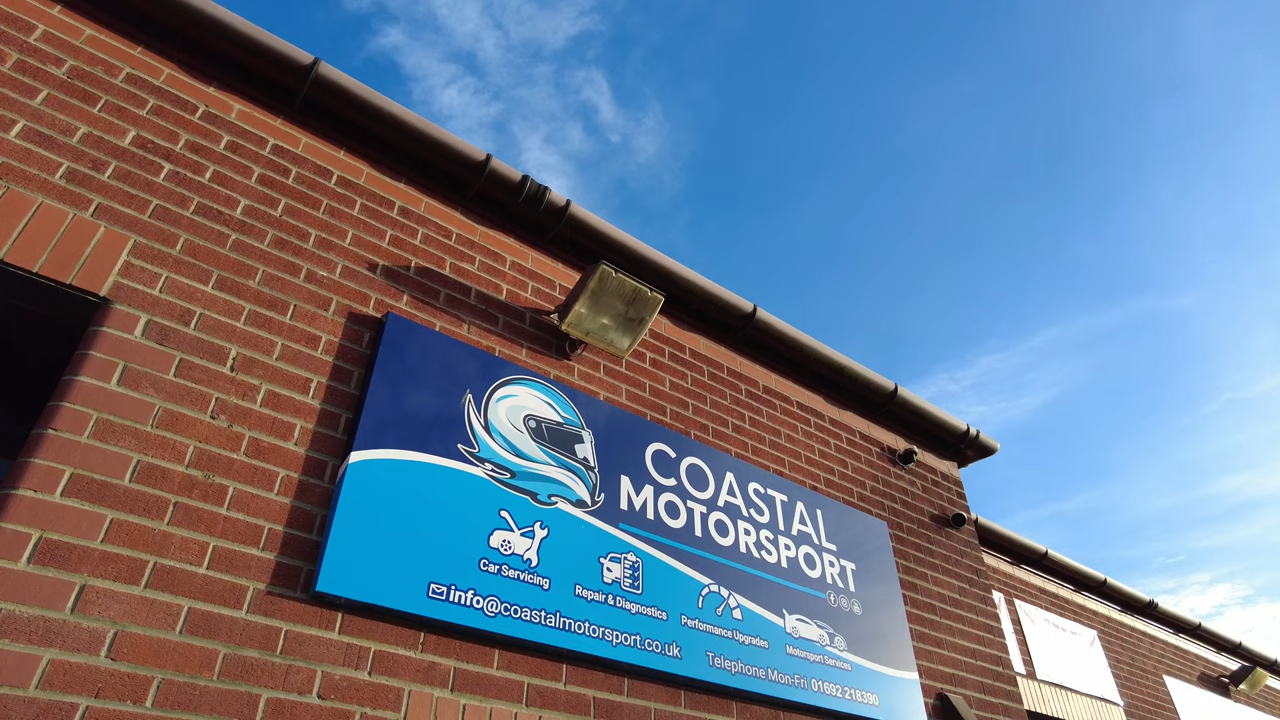 COASTAL
MOTORSPORT
Car Servicing
Repair & Diagnostics
Performance Upgrades
Motorsport Services
info@coastalmotorsport.co.uk
Telephone Mon-Fri 01692 218390